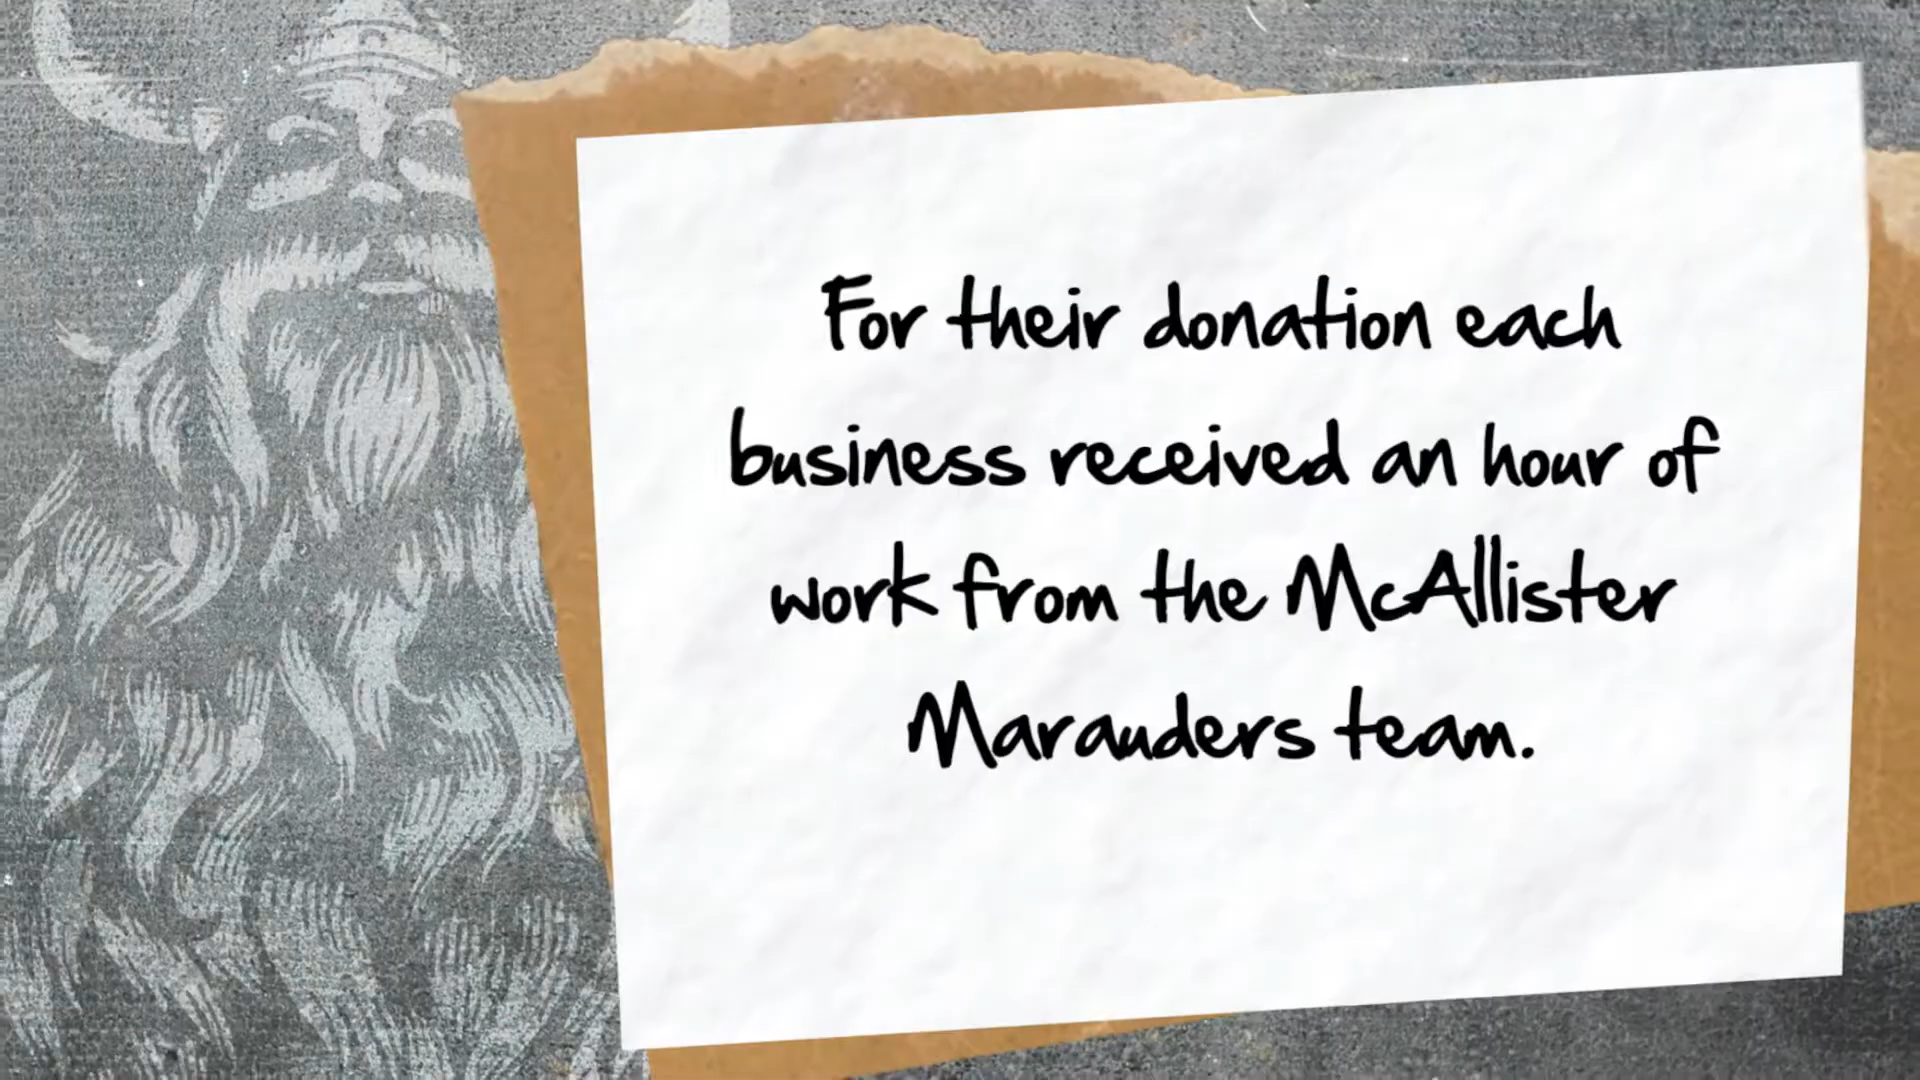 For their donation each
business received an hour of
work from the McAllister
Marauders team.